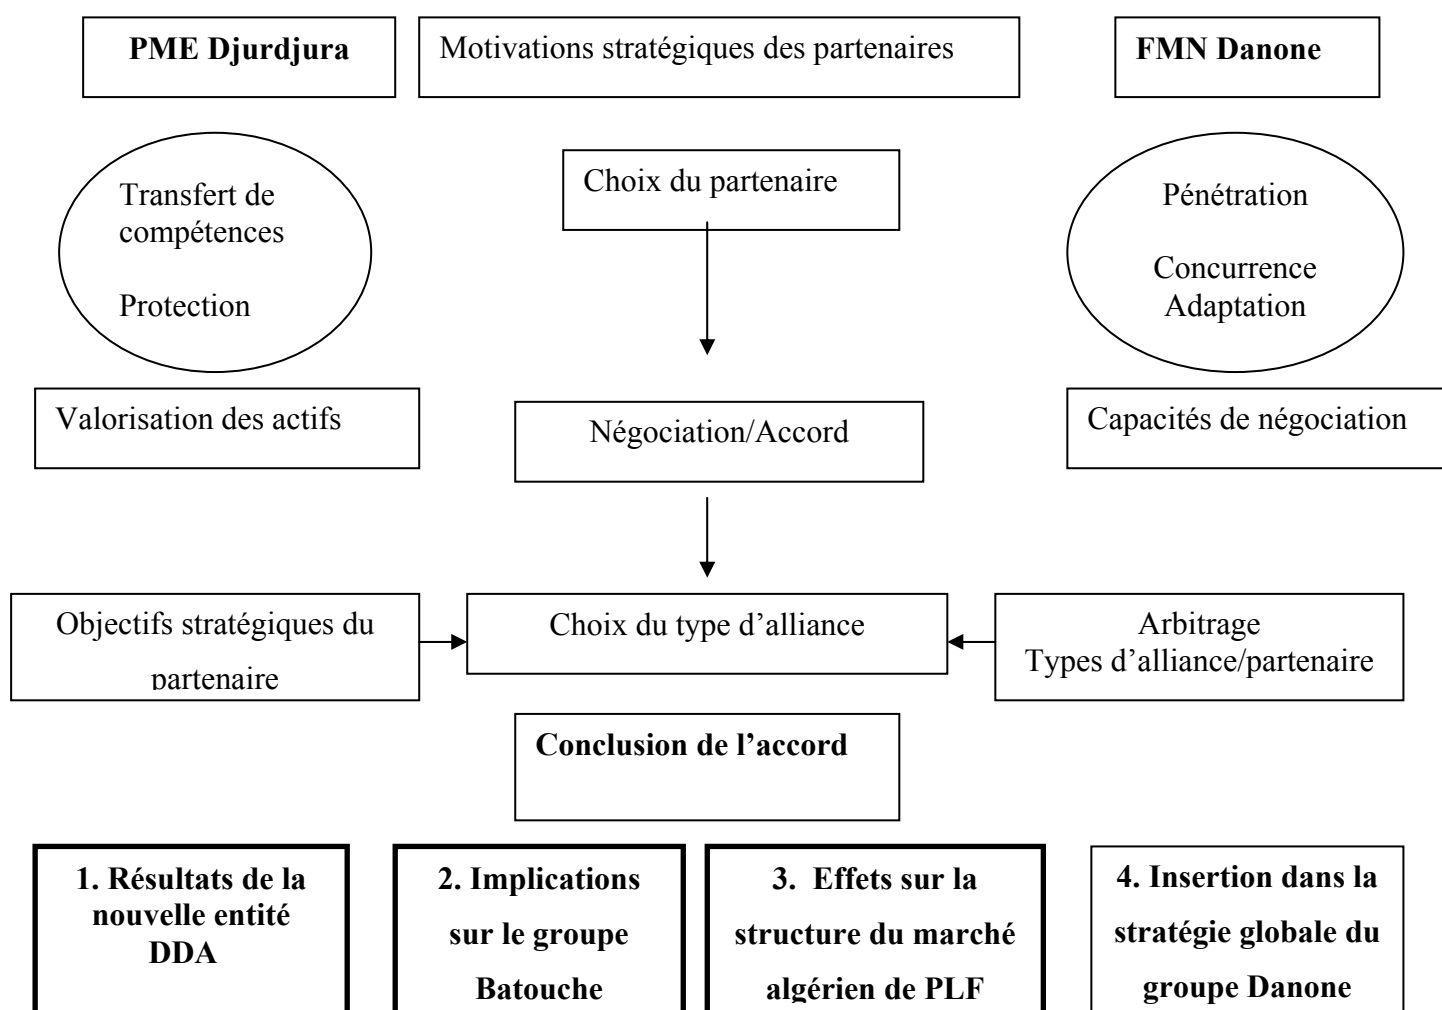 PME Djurdjura
Motivations stratégiques des partenaires
FMN Danone
Transfert de
compétences
Protection
Choix du partenaire
Pénétration
Concurrence
Adaptation
Valorisation des actifs
Négociation/Accord
Capacités de négociation
Objectifs stratégiques du
partenaire
Choix du type d’alliance
Arbitrage
Types d’alliance/partenaire
Conclusion de l’accord
1. Résultats de la
nouvelle entité
DDA
2. Implications
sur le groupe
Batouche
3. Effets sur la
structure du marché
algérien de PLF
4. Insertion dans la
stratégie globale du
groupe Danone